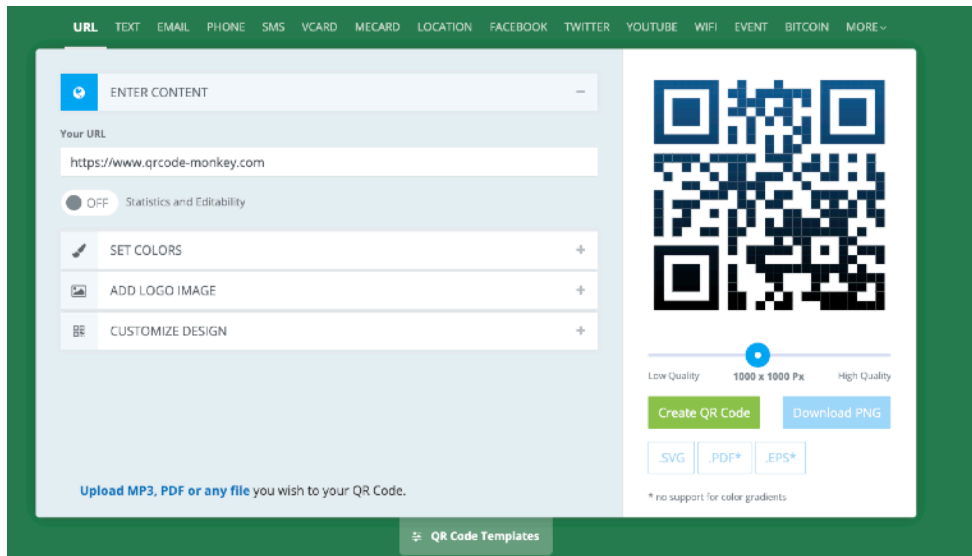 URL TEXT EMAIL PHONE SMS VCARD MECARD LOCATION FACEBOOK TWITTER YOUTUBE WIFI EVENT BITCOIN MORE
ENTER CONTENT
Your URL
https://www.qrcode-monkey.com
OFF Statistics and Editability
SET COLORS
ADD LOGO IMAGE
CUSTOMIZE DESIGN
Upload MP3, PDF or any file you wish to your QR Code.
Low Quality 1000 x 1000 Px High Quality
Create QR Code Download PNG
.SVG .PDF* .EPS*
* no support for color gradients
QR Code Templates